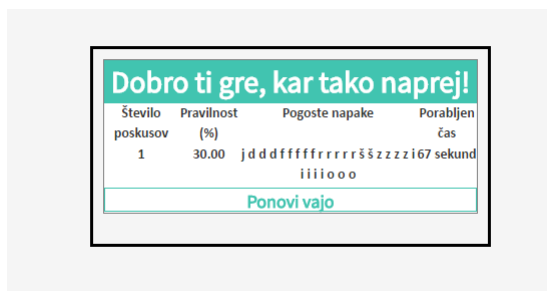 Dobro ti gre, kar tako naprej!
Število Pravilnost Pogoste napake Porabljen
poskusov (%) čas
1 30.00 j d d d f f f f f r r r r r š š z z z z i 67 sekund
i i i i o o o
Ponovi vajo